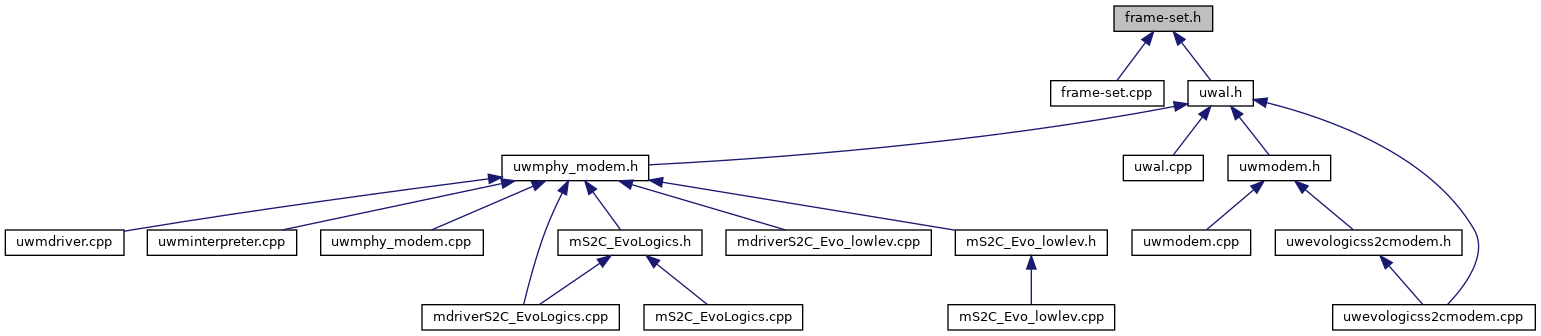 frame-set.h
frame-set.cpp
uwal.h
uwmphy_modem.h
uwal.cpp
uwmodem.h
uwmdriver.cpp
uwminterpreter.cpp
uwmphy_modem.cpp
mS2C_EvoLogics.h
mdriverS2C_Evo_lowlev.cpp
mS2C_Evo_lowlev.h
uwmodem.cpp
uwevologicss2cmodem.h
mdriverS2C_EvoLogics.cpp
mS2C_EvoLogics.cpp
mS2C_Evo_lowlev.cpp
uwevologicss2cmodem.cpp